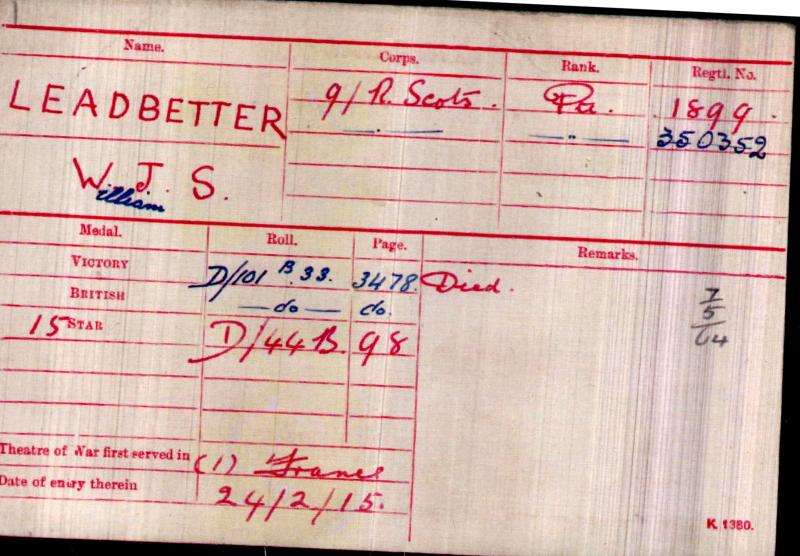 Name. Corps. Rank. Regtl. No.
LEADBETTER 9/R. Scots. Pte. 1899
—"— —"— 350352
W. J. S.
illiam
Medal. Roll. Page. Remarks.
VICTORY D/101 B 33. 3478. Died.
BRITISH —do— do.
15 STAR D/44B. 98
7
5
64
Theatre of War first served in (1) France
Date of entry therein 24/2/15.
K 1380.